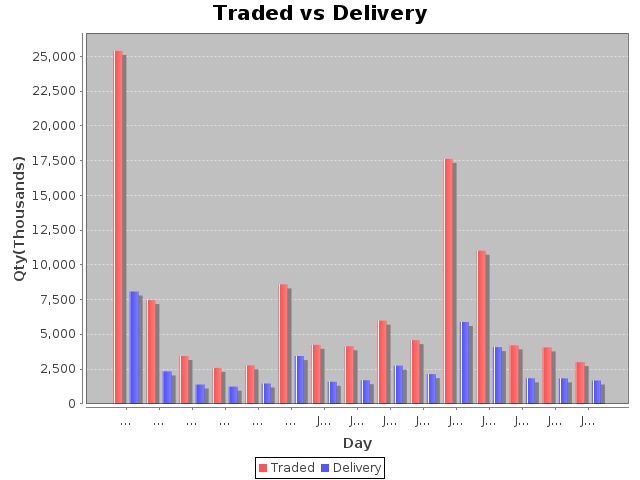 Traded vs Delivery
Qty(Thousands)
25,000
22,500
20,000
17,500
15,000
12,500
10,000
7,500
5,000
2,500
0
... ... ... ... ... ... J... J... J... J... J... J... J... J... J...
Day
Traded Delivery